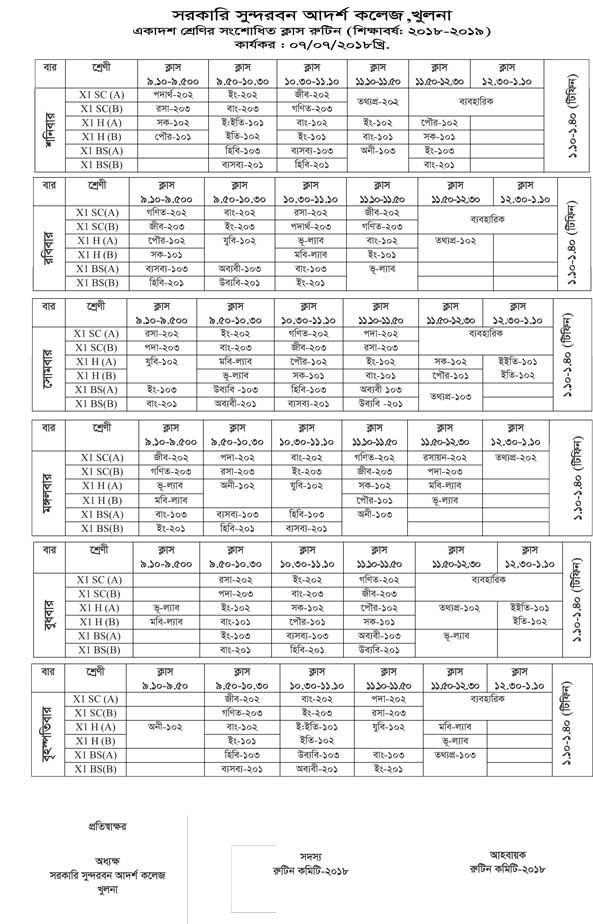 সরকারি সুন্দরবন আদর্শ কলেজ,খুলনা
একাদশ শ্রেণির সংশোধিত ক্লাস রুটিন (শিক্ষাবর্ষ: ২০১৮-২০১৯)
কার্যকর : ০৭/০৭/২০১৮খ্রি.
বার শ্রেণী ক্লাস ক্লাস ক্লাস ক্লাস ক্লাস ক্লাস
৯.১০-৯.৫০০ ৯.৫০-১০.৩০ ১০.৩০-১১.১০ ১১.১০-১১.৫০ ১১.৫০-১২.৩০ ১২.৩০-১.১০
শনিবার
X1 SC (A) পদার্থ-২০২ ইং-২০২ জীব-২০২ তথ্যপ্র-২০২ ব্যবহারিক
X1 SC(B) রসা-২০৩ বাং-২০৩ গণিত-২০৩
X1 H (A) সক-১০২ ই:ইতি-১০১ বাং-১০২ ইং-১০২ পৌর-১০২
X1 H (B) পৌর-১০১ ইতি-১০২ ইং-১০১ বাং-১০১ সক-১০১
X1 BS(A) হিবি-১০৩ ব্যসব্য-১০৩ অনী-১০৩ ইং-১০৩
X1 BS(B) ব্যসব্য-২০১ হিবি-২০১ বাং-২০১
১.১০-১.৪০ (টিফিন)
বার শ্রেণী ক্লাস ক্লাস ক্লাস ক্লাস ক্লাস ক্লাস
৯.১০-৯.৫০০ ৯.৫০-১০.৩০ ১০.৩০-১১.১০ ১১.১০-১১.৫০ ১১.৫০-১২.৩০ ১২.৩০-১.১০
রবিবার
X1 SC(A) গণিত-২০২ বাং-২০২ রসা-২০২ জীব-২০২ ব্যবহারিক
X1 SC(B) জীব-২০৩ ইং-২০৩ পদার্থ-২০৩ গণিত-২০৩
X1 H (A) পৌর-১০২ যুবি-১০২ ভূ-ল্যাব বাং-১০২ তথ্যপ্র-১০২
X1 H (B) সক-১০১ মবি-ল্যাব ইং-১০১
X1 BS(A) ব্যসব্য-১০৩ অব্যবী-১০৩ বাং-১০৩ ভূ-ল্যাব
X1 BS(B) হিবি-২০১ উব্যবি-২০১ ইং-২০১
১.১০-১.৪০ (টিফিন)
বার শ্রেণী ক্লাস ক্লাস ক্লাস ক্লাস ক্লাস ক্লাস
৯.১০-৯.৫০০ ৯.৫০-১০.৩০ ১০.৩০-১১.১০ ১১.১০-১১.৫০ ১১.৫০-১২.৩০ ১২.৩০-১.১০
সোমবার
X1 SC (A) রসা-২০২ ইং-২০২ গণিত-২০২ পদা-২০২ ব্যবহারিক
X1 SC(B) পদা-২০৩ বাং-২০৩ জীব-২০৩ রসা-২০৩
X1 H (A) যুবি-১০২ মবি-ল্যাব পৌর-১০২ ইং-১০২ সক-১০২ ইইতি-১০১
X1 H (B) ভূ-ল্যাব সক-১০১ বাং-১০১ পৌর-১০১ ইতি-১০২
X1 BS(A) ইং-১০৩ উব্যবি -১০৩ হিবি-১০৩ অব্যবী ১০৩ তথ্যপ্র-১০৩
X1 BS(B) বাং-২০১ অব্যবী-২০১ ব্যসব্য-২০১ উব্যবি -২০১
১.১০-১.৪০ (টিফিন)
বার শ্রেণী ক্লাস ক্লাস ক্লাস ক্লাস ক্লাস ক্লাস
৯.১০-৯.৫০০ ৯.৫০-১০.৩০ ১০.৩০-১১.১০ ১১.১০-১১.৫০ ১১.৫০-১২.৩০ ১২.৩০-১.১০
মঙ্গলবার
X1 SC(A) জীব-২০২ পদা-২০২ বাং-২০২ গণিত-২০২ রসায়ন-২০২ তথ্যপ্র-২০২
X1 SC(B) গণিত-২০৩ রসা-২০৩ ইং-২০৩ জীব-২০৩ পদা-২০৩
X1 H (A) ভূ-ল্যাব অনী-১০২ যুবি-১০২ সক-১০২ মবি-ল্যাব
X1 H (B) মবি-ল্যাব পৌর-১০১ ভূ-ল্যাব
X1 BS(A) বাং-১০৩ ব্যসব্য-১০৩ হিবি-১০৩ অনী-১০৩
X1 BS(B) ইং-২০১ হিবি-২০১ ব্যসব্য-২০১
১.১০-১.৪০ (টিফিন)
বার শ্রেণী ক্লাস ক্লাস ক্লাস ক্লাস ক্লাস ক্লাস
৯.১০-৯.৫০০ ৯.৫০-১০.৩০ ১০.৩০-১১.১০ ১১.১০-১১.৫০ ১১.৫০-১২.৩০ ১২.৩০-১.১০
বুধবার
X1 SC (A) রসা-২০২ ইং-২০২ গণিত-২০২ ব্যবহারিক
X1 SC(B) পদা-২০৩ বাং-২০৩ জীব-২০৩
X1 H (A) ভূ-ল্যাব ইং-১০২ সক-১০২ পৌর-১০২ তথ্যপ্র-১০২ ইইতি-১০১
X1 H (B) মবি-ল্যাব বাং-১০১ পৌর-১০১ সক-১০১ ইতি-১০২
X1 BS(A) ইং-১০৩ ব্যসব্য-১০৩ অব্যবী-১০৩ ভূ-ল্যাব
X1 BS(B) বাং-২০১ হিবি-২০১ উব্যবি-২০১
১.১০-১.৪০ (টিফিন)
বার শ্রেণী ক্লাস ক্লাস ক্লাস ক্লাস ক্লাস ক্লাস
৯.১০-৯.৫০ ৯.৫০-১০.৩০ ১০.৩০-১১.১০ ১১.১০-১১.৫০ ১১.৫০-১২.৩০ ১২.৩০-১.১০
বৃহস্পতিবার
X1 SC (A) জীব-২০২ বাং-২০২ পদা-২০২ ব্যবহারিক
X1 SC(B) গণিত-২০৩ ইং-২০৩ রসা-২০৩
X1 H (A) অনী-১০২ বাং-১০২ ই:ইতি-১০১ যুবি-১০২ মবি-ল্যাব
X1 H (B) ইং-১০১ ইতি-১০২ ভূ-ল্যাব
X1 BS(A) হিবি-১০৩ উব্যবি-১০৩ বাং-১০৩ তথ্যপ্র-১০৩
X1 BS(B) ব্যসব্য-২০১ অব্যবী-২০১ ইং-২০১
১.১০-১.৪০ (টিফিন)
প্রতিস্বাক্ষর
অধ্যক্ষ সদস্য আহবায়ক
সরকারি সুন্দরবন আদর্শ কলেজ রুটিন কমিটি-২০১৮ রুটিন কমিটি-২০১৮
খুলনা